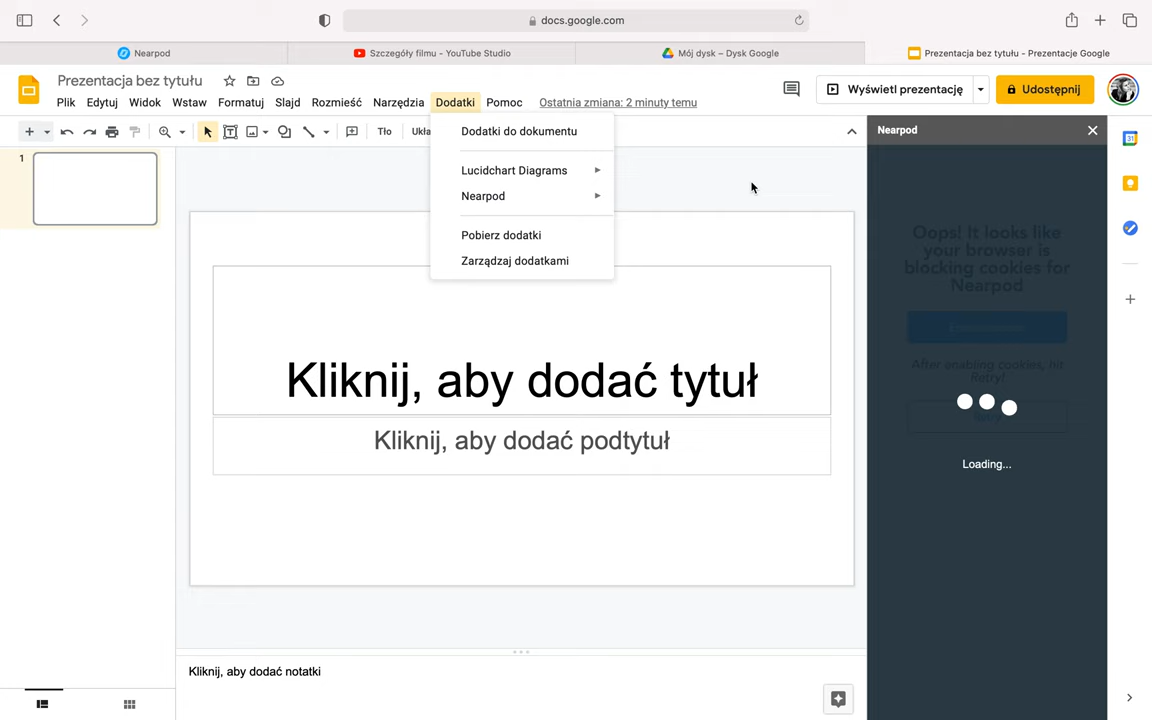 docs.google.com
Nearpod
Szczegóły filmu - YouTube Studio
Mój dysk – Dysk Google
Prezentacja bez tytułu - Prezentacje Google
Prezentacja bez tytułu
Plik Edytuj Widok Wstaw Formatuj Slajd Rozmieść Narzędzia Dodatki Pomoc Ostatnia zmiana: 2 minuty temu
Wyświetl prezentację
Udostępnij
Tło
Ukła
Dodatki do dokumentu
Lucidchart Diagrams
Nearpod
Pobierz dodatki
Zarządzaj dodatkami
1
Kliknij, aby dodać tytuł
Kliknij, aby dodać podtytuł
Kliknij, aby dodać notatki
Nearpod
Oops! It looks like
your browser is
blocking cookies for
Nearpod
After enabling cookies, hit
Retry!
Loading...
31